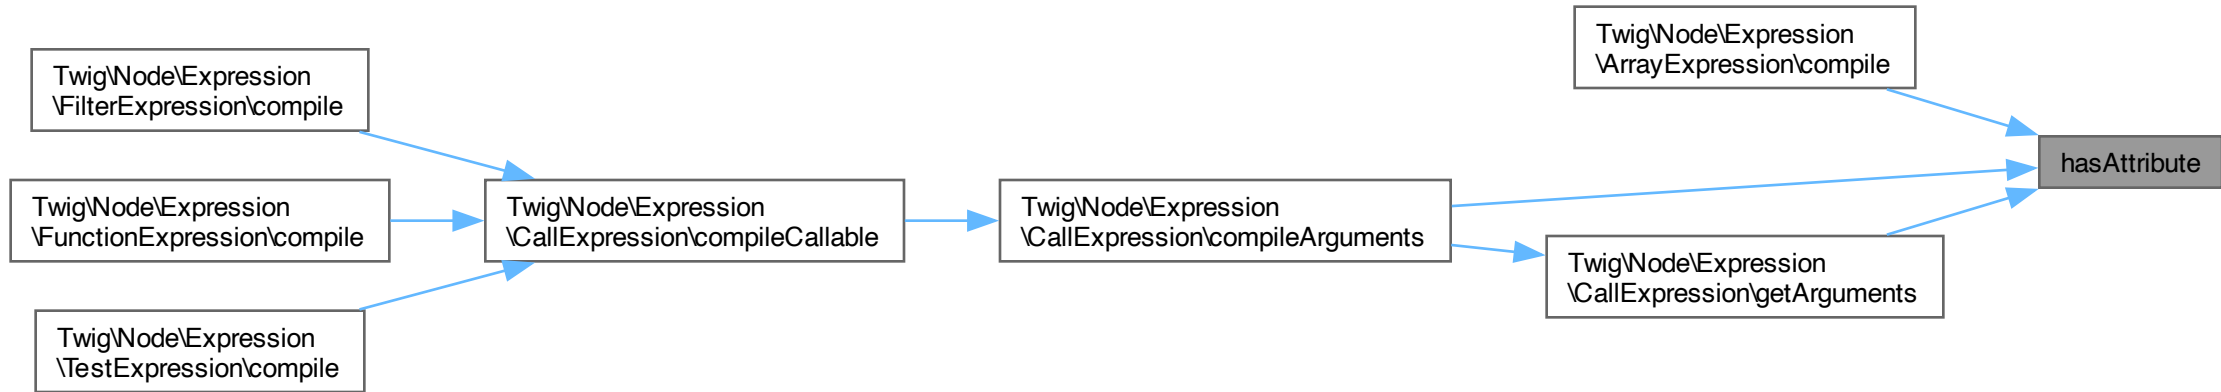 Twig\Node\Expression
\FilterExpression\compile
Twig\Node\Expression
\FunctionExpression\compile
Twig\Node\Expression
\TestExpression\compile
Twig\Node\Expression
\CallExpression\compileCallable
Twig\Node\Expression
\CallExpression\compileArguments
Twig\Node\Expression
\ArrayExpression\compile
Twig\Node\Expression
\CallExpression\getArguments
hasAttribute